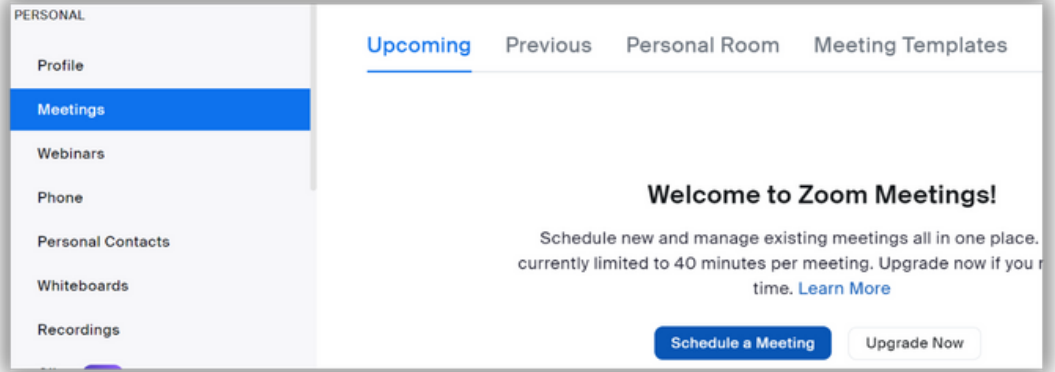 PERSONAL
Profile
Meetings
Webinars
Phone
Personal Contacts
Whiteboards
Recordings
Upcoming Previous Personal Room Meeting Templates
Welcome to Zoom Meetings!
Schedule new and manage existing meetings all in one place.
currently limited to 40 minutes per meeting. Upgrade now if you
time. Learn More
Schedule a Meeting Upgrade Now